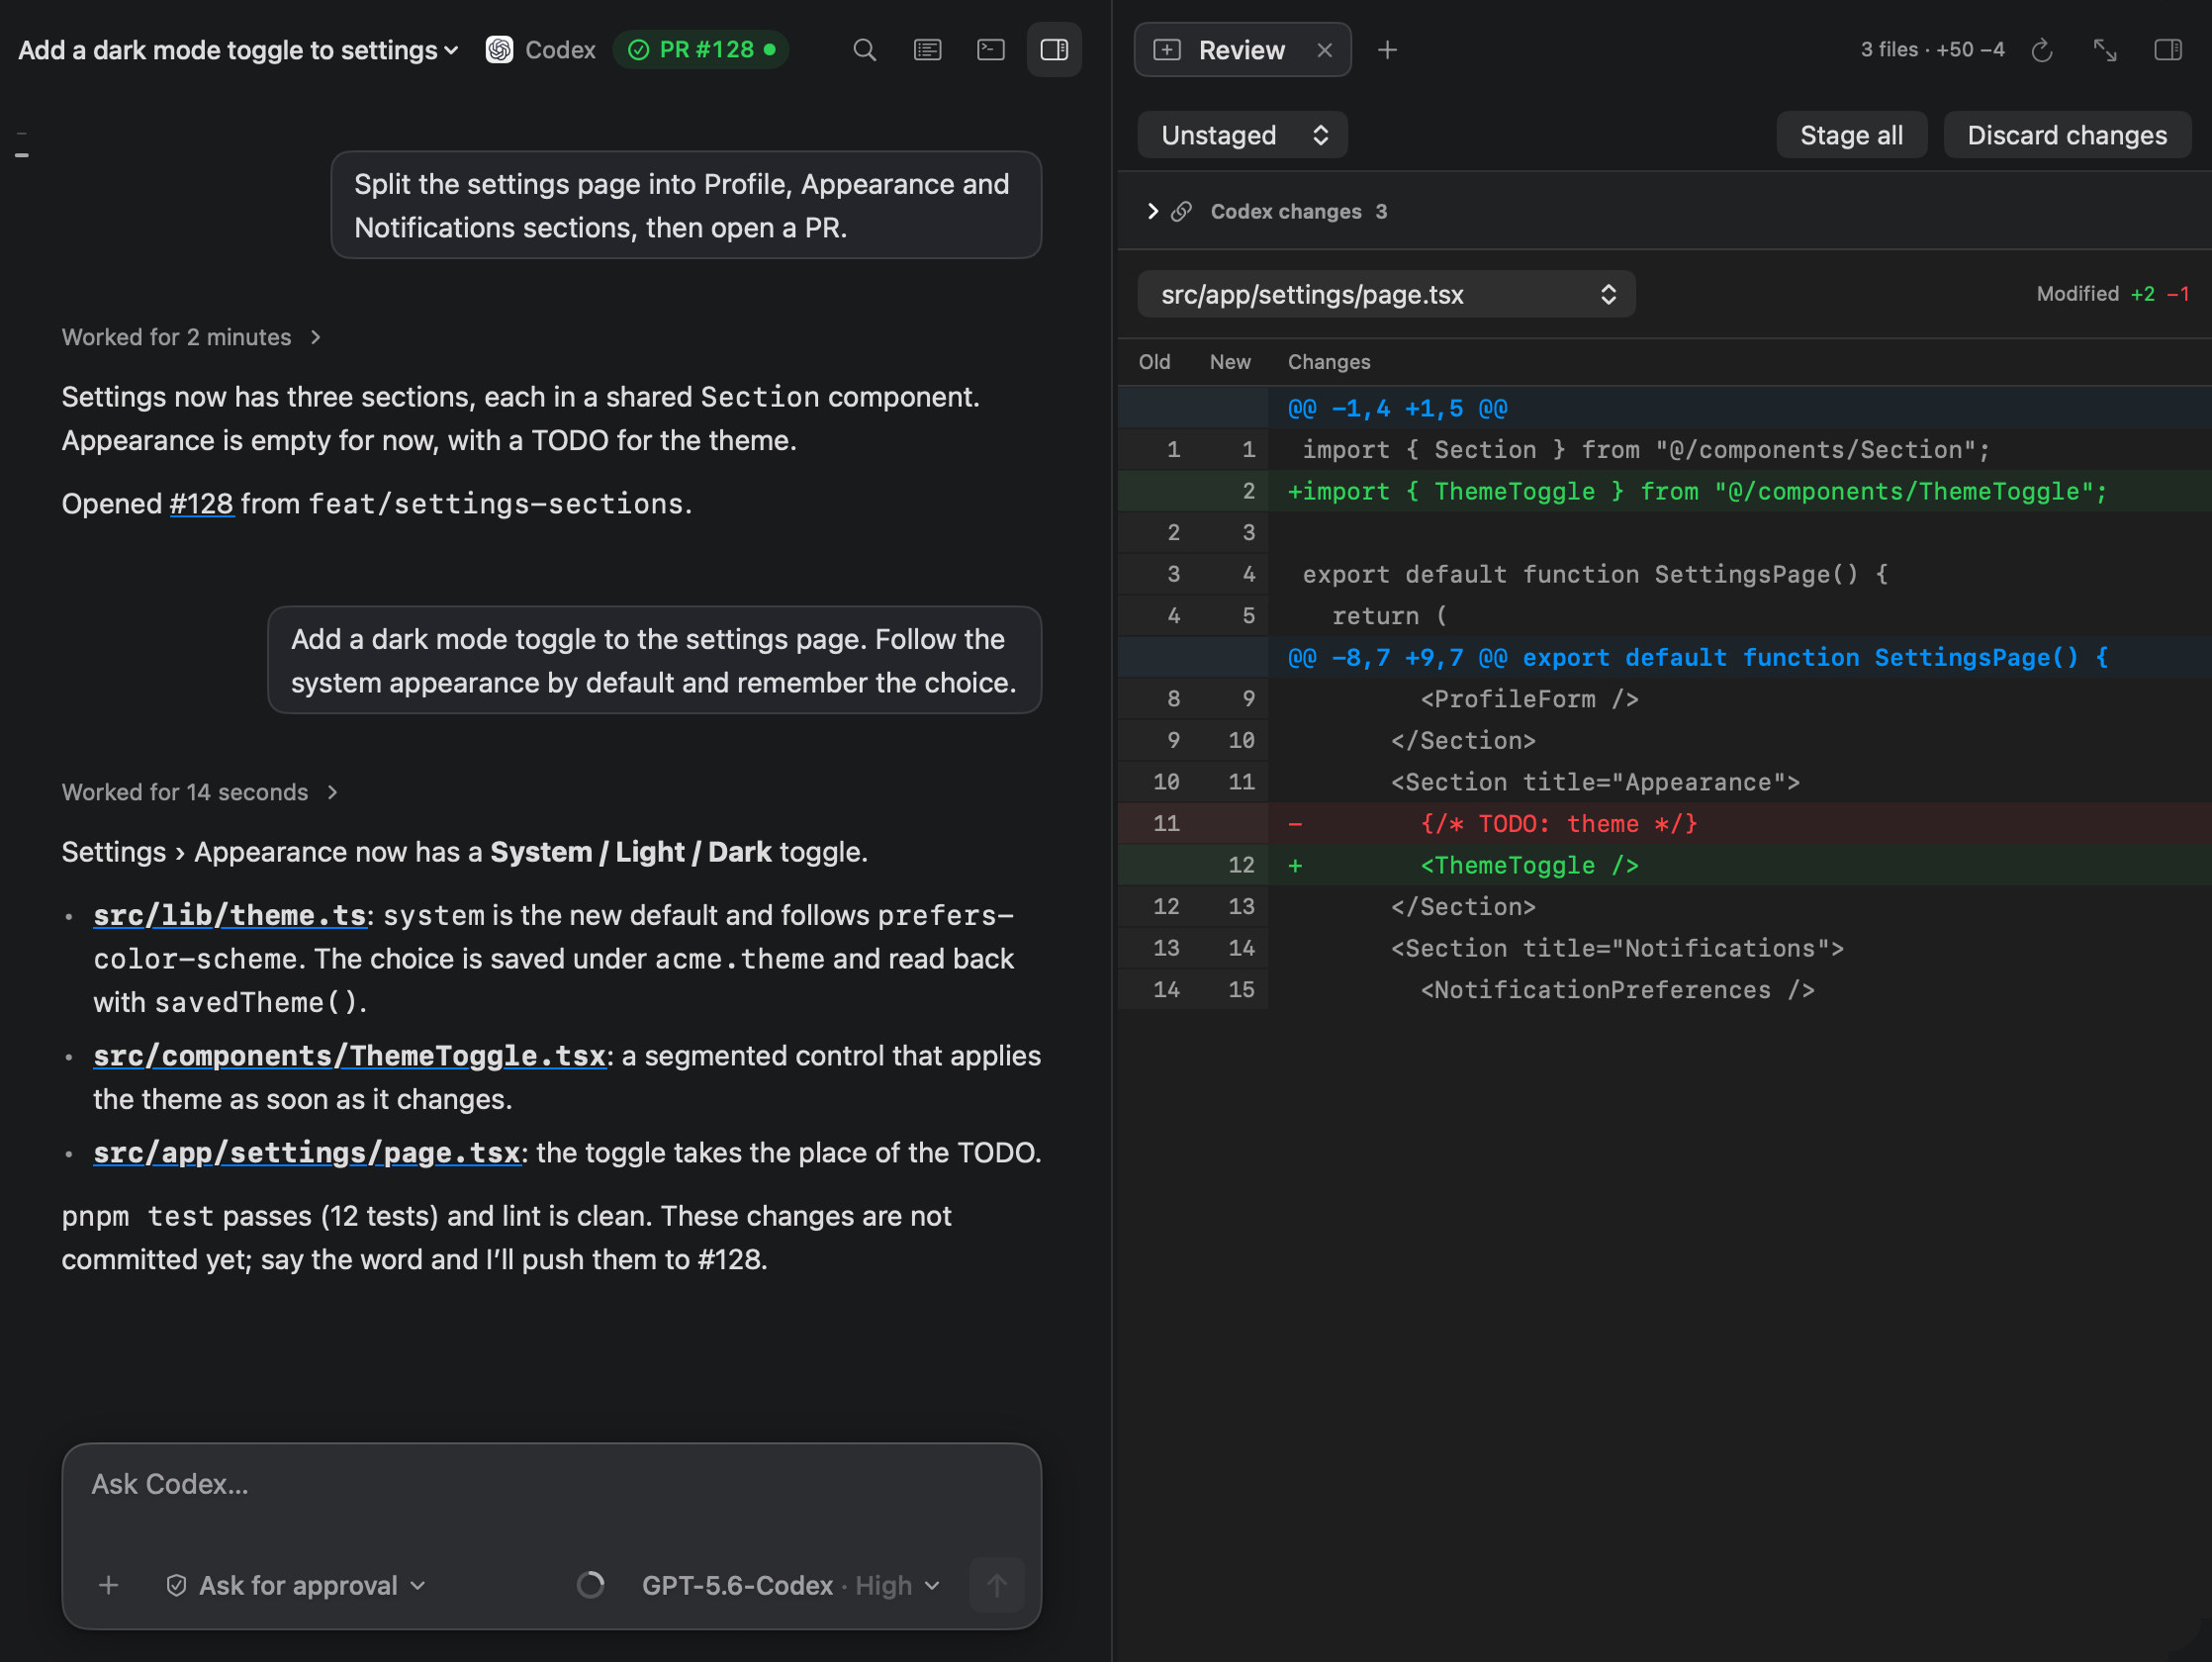 Add a dark mode toggle to settings
Codex
PR #128
Split the settings page into Profile, Appearance and
Notifications sections, then open a PR.
Worked for 2 minutes
Settings now has three sections, each in a shared Section component.
Appearance is empty for now, with a TODO for the theme.
Opened #128 from feat/settings-sections.
Add a dark mode toggle to the settings page. Follow the
system appearance by default and remember the choice.
Worked for 14 seconds
Settings › Appearance now has a System / Light / Dark toggle.
• src/lib/theme.ts: system is the new default and follows prefers-
color-scheme. The choice is saved under acme.theme and read back
with savedTheme().
• src/components/ThemeToggle.tsx: a segmented control that applies
the theme as soon as it changes.
• src/app/settings/page.tsx: the toggle takes the place of the TODO.
pnpm test passes (12 tests) and lint is clean. These changes are not
committed yet; say the word and I’ll push them to #128.
Ask Codex...
Ask for approval
GPT-5.6-Codex · High
Review
3 files · +50 −4
Unstaged
Stage all
Discard changes
Codex changes 3
src/app/settings/page.tsx
Modified +2 −1
Old New Changes
@@ −1,4 +1,5 @@
1 1 import { Section } from "@/components/Section";
2 +import { ThemeToggle } from "@/components/ThemeToggle";
2 3
3 4 export default function SettingsPage() {
4 5 return (
@@ −8,7 +9,7 @@ export default function SettingsPage() {
8 9 <ProfileForm />
9 10 </Section>
10 11 <Section title="Appearance">
11 − {/* TODO: theme */}
12 + <ThemeToggle />
12 13 </Section>
13 14 <Section title="Notifications">
14 15 <NotificationPreferences />